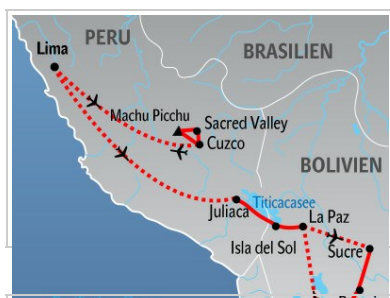 PERU
Lima
BRASILIEN
Machu Picchu
Sacred Valley
Cuzco
BOLIVIEN
Titicacasee
Juliaca
La Paz
Isla del Sol
Sucre